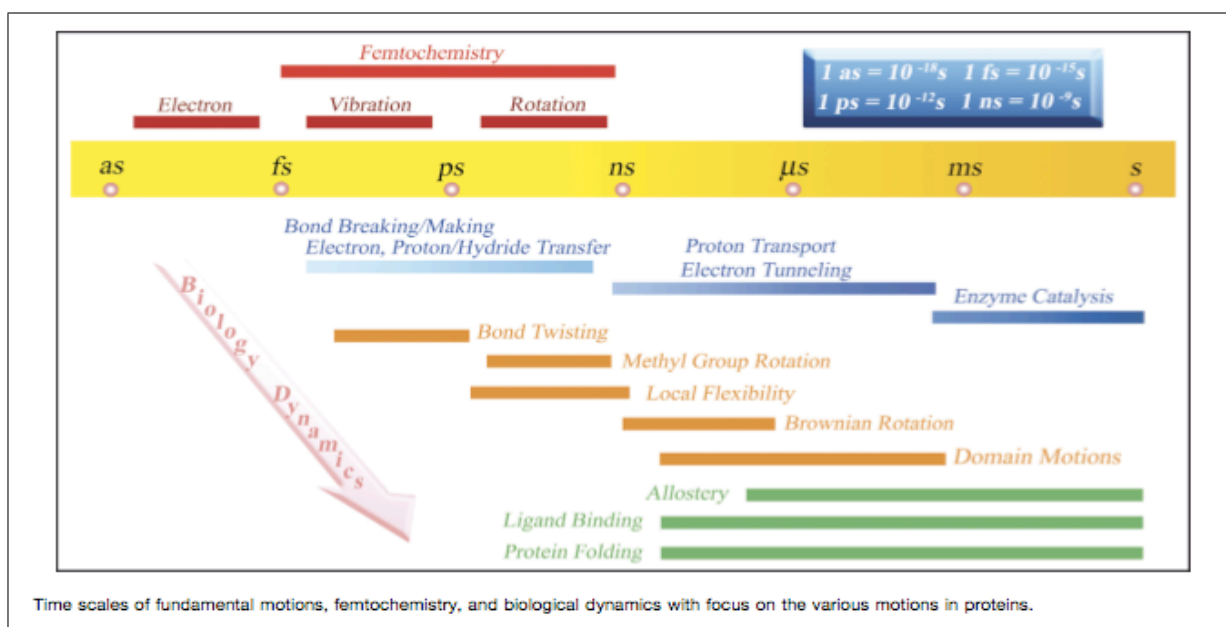 Femtochemistry
1 as = 10 -18s 1 fs = 10 -15s
1 ps = 10 -12s 1 ns = 10 -9s
Electron Vibration Rotation
as fs ps ns µs ms s
Bond Breaking/Making
Electron, Proton/Hydride Transfer
Proton Transport
Electron Tunneling
Enzyme Catalysis
Biology Dynamics
Bond Twisting
Methyl Group Rotation
Local Flexibility
Brownian Rotation
Domain Motions
Allostery
Ligand Binding
Protein Folding
Time scales of fundamental motions, femtochemistry, and biological dynamics with focus on the various motions in proteins.